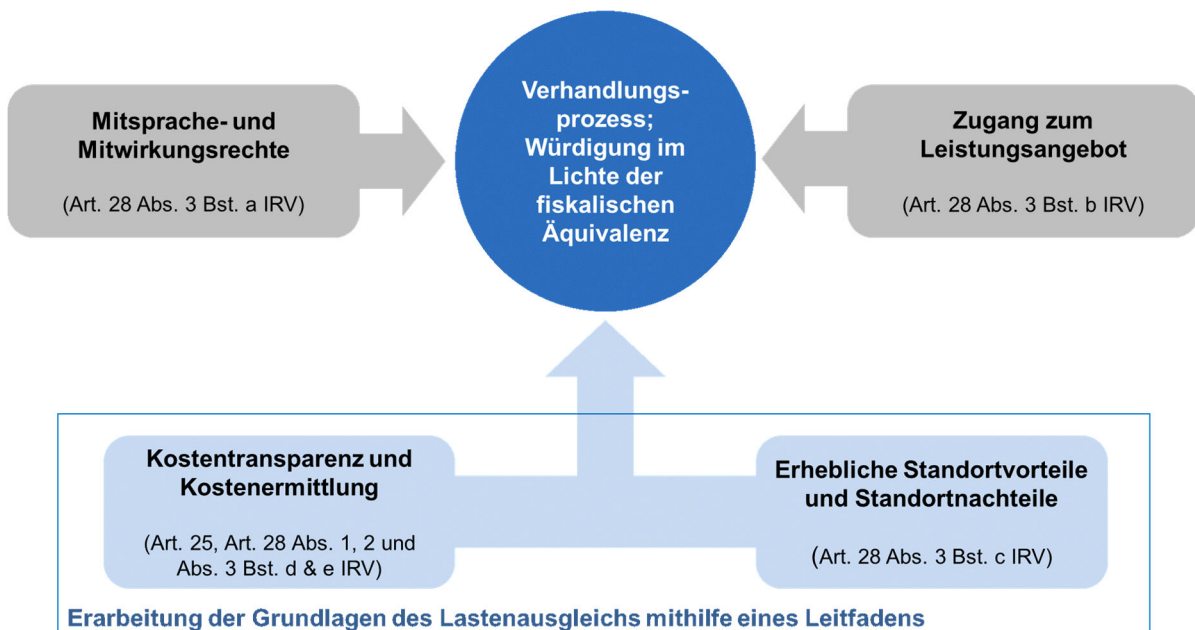 Mitsprache- und
Mitwirkungsrechte
(Art. 28 Abs. 3 Bst. a IRV)
Verhandlungs-
prozess;
Würdigung im
Lichte der
fiskalischen
Äquivalenz
Zugang zum
Leistungsangebot
(Art. 28 Abs. 3 Bst. b IRV)
Kostentransparenz und
Kostenermittlung
(Art. 25, Art. 28 Abs. 1, 2 und
Abs. 3 Bst. d & e IRV)
Erhebliche Standortvorteile
und Standortnachteile
(Art. 28 Abs. 3 Bst. c IRV)
Erarbeitung der Grundlagen des Lastenausgleichs mithilfe eines Leitfadens